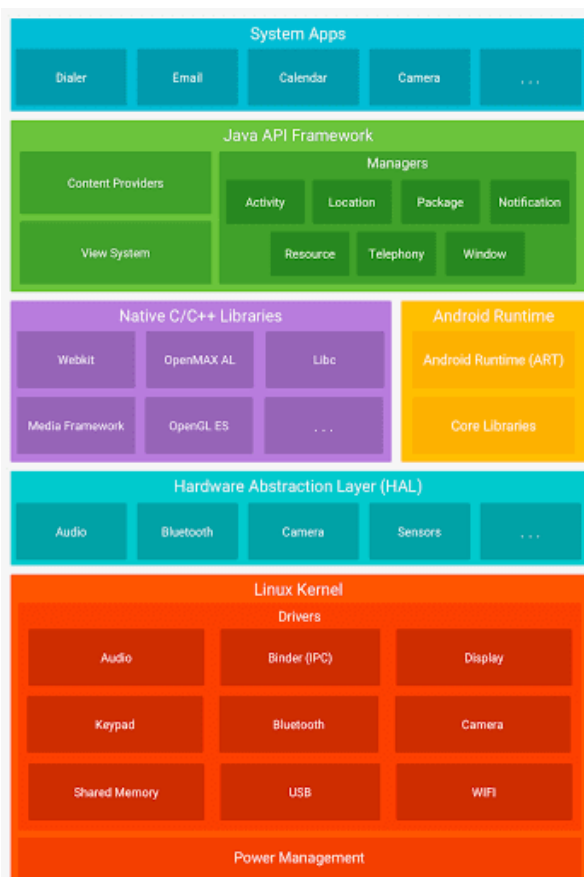 System Apps
Dialer Email Calendar Camera . . .
Java API Framework
Content Providers
View System
Managers
Activity Location Package Notification
Resource Telephony Window
Native C/C++ Libraries
Webkit OpenMAX AL Libc
Media Framework OpenGL ES . . .
Android Runtime
Android Runtime (ART)
Core Libraries
Hardware Abstraction Layer (HAL)
Audio Bluetooth Camera Sensors . . .
Linux Kernel
Drivers
Audio Binder (IPC) Display
Keypad Bluetooth Camera
Shared Memory USB WIFI
Power Management